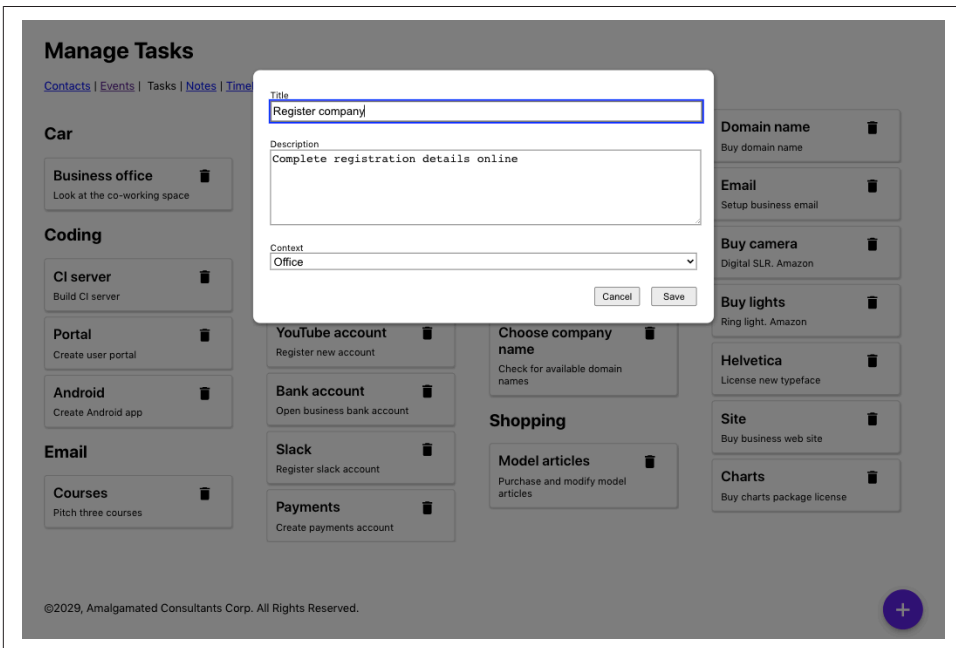 Manage Tasks
Contacts | Events | Tasks | Notes | Timel
Car
Business office
Look at the co-working space
Coding
CI server
Build CI server
Portal
Create user portal
Android
Create Android app
Email
Courses
Pitch three courses
Title
Register company
Description
Complete registration details online
Context
Office
Cancel Save
YouTube account
Register new account
Bank account
Open business bank account
Slack
Register slack account
Payments
Create payments account
Choose company
name
Check for available domain
names
Shopping
Model articles
Purchase and modify model
articles
Domain name
Buy domain name
Email
Setup business email
Buy camera
Digital SLR. Amazon
Buy lights
Ring light. Amazon
Helvetica
License new typeface
Site
Buy business web site
Charts
Buy charts package license
©2029, Amalgamated Consultants Corp. All Rights Reserved.
+